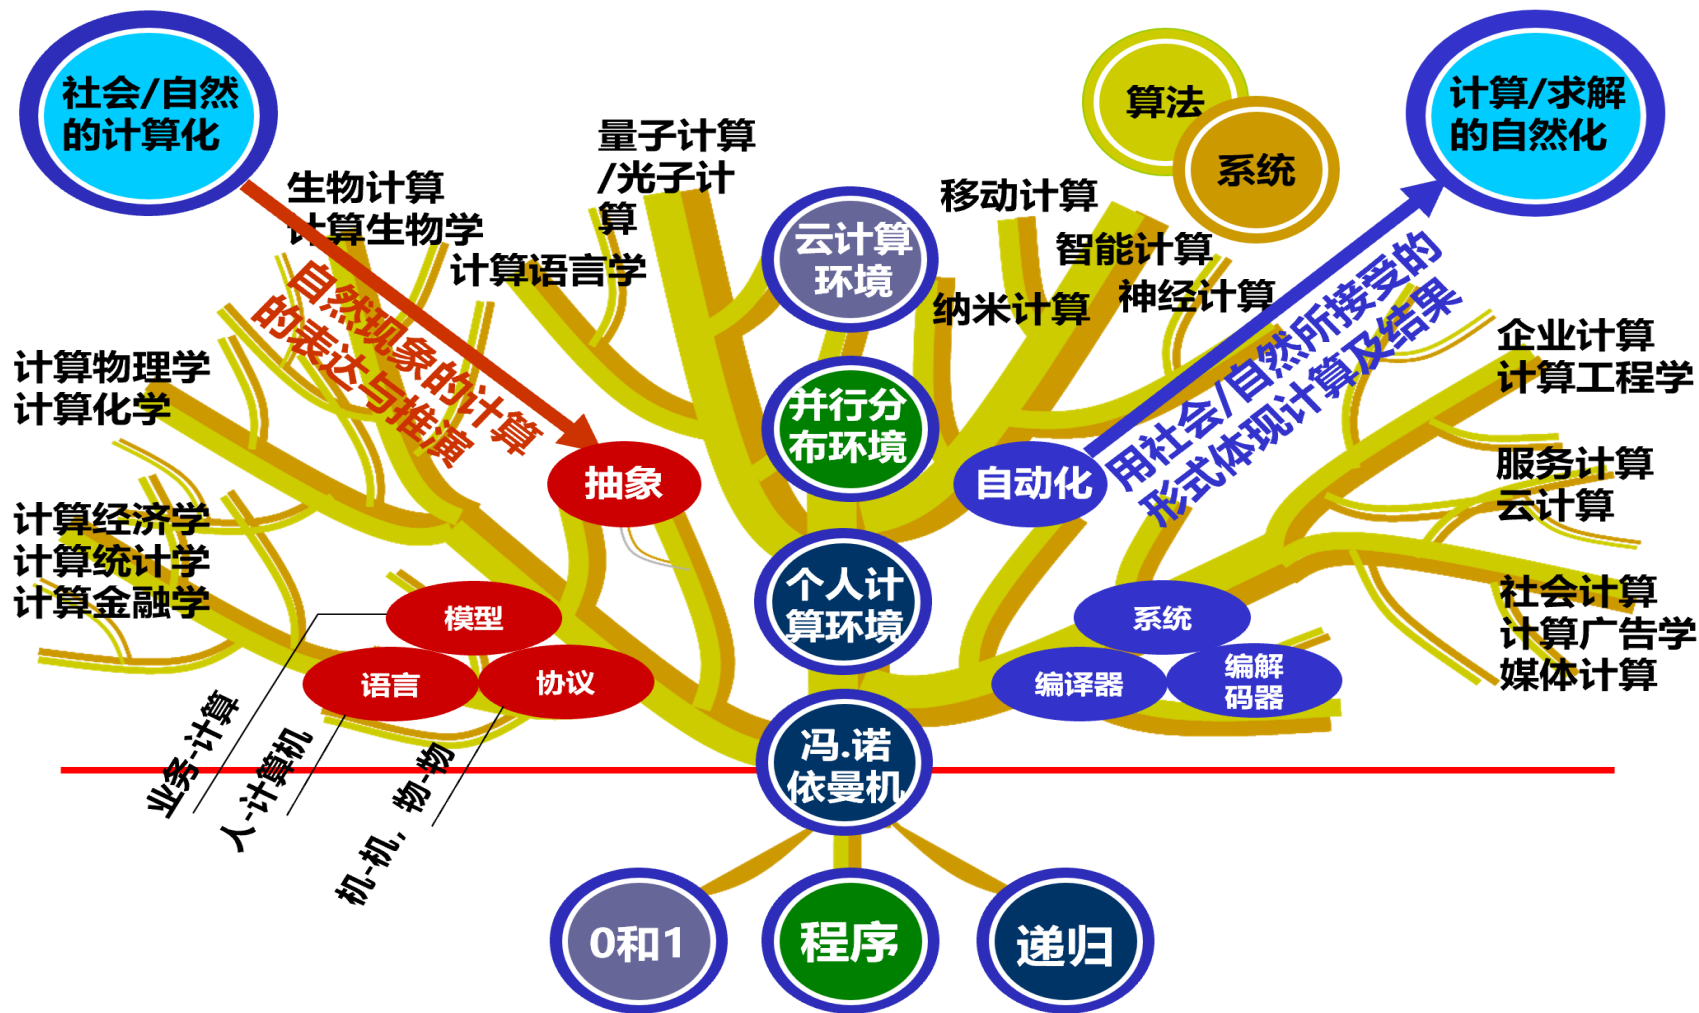 社会/自然
的计算化
算法
系统
计算/求解
的自然化
量子计算
/光子计
算
生物计算
计算生物学
计算语言学
云计算
环境
移动计算
智能计算
纳米计算
神经计算
自然现象的计算
的表达与推演
用社会/自然所接受的
形式体现计算及结果
计算物理学
计算化学
企业计算
计算工程学
并行分
布环境
抽象
自动化
服务计算
云计算
计算经济学
计算统计学
计算金融学
个人计
算环境
社会计算
计算广告学
媒体计算
模型
语言
协议
系统
编译器
编解
码器
业务-计算
人-计算机
机-机，物-物
冯.诺
依曼机
0和1
程序
递归